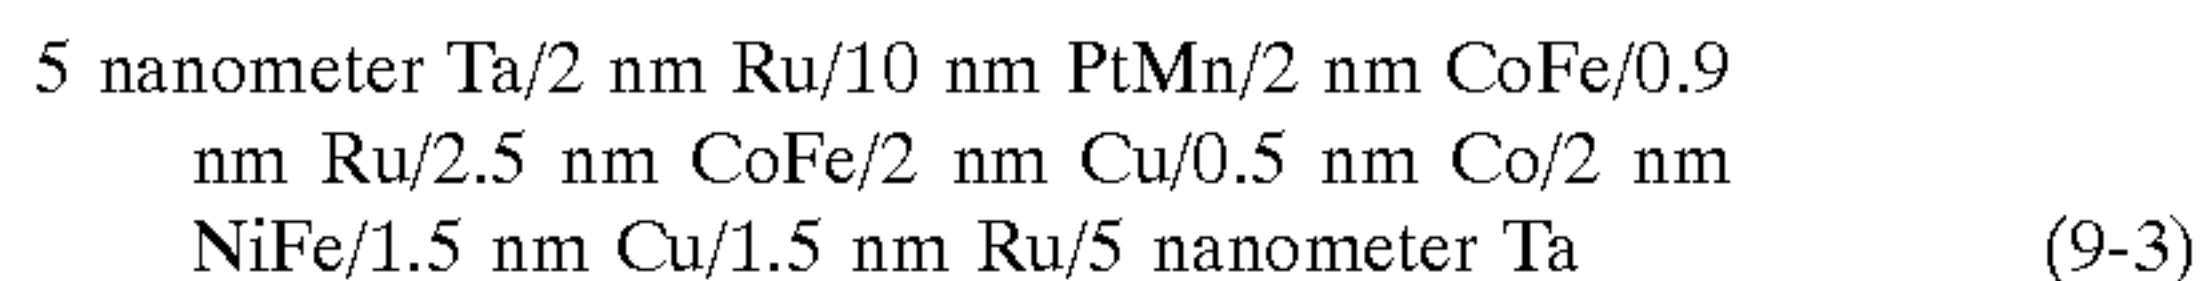 5 nanometer Ta/2 nm Ru/10 nm PtMn/2 nm CoFe/0.9
nm Ru/2.5 nm CoFe/2 nm Cu/0.5 nm Co/2 nm
NiFe/1.5 nm Cu/1.5 nm Ru/5 nanometer Ta (9-3)